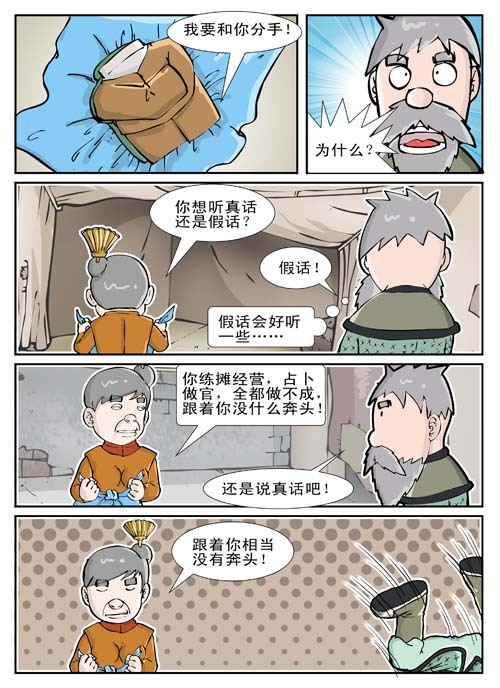 我要和你分手！
为什么？
你想听真话
还是假话？
假话！
假话会好听
一些……
你练摊经营，占卜
做官，全都做不成，
跟着你没什么奔头！
还是说真话吧！
跟着你相当
没有奔头！